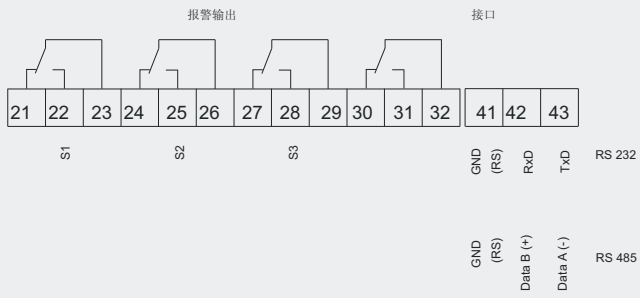 报警输出
接口
21 22 23 24 25 26 27 28 29 30 31 32 41 42 43
S1 S2 S3
GND (RS) RxD TxD RS 232
GND (RS) Data B (+) Data A (-) RS 485